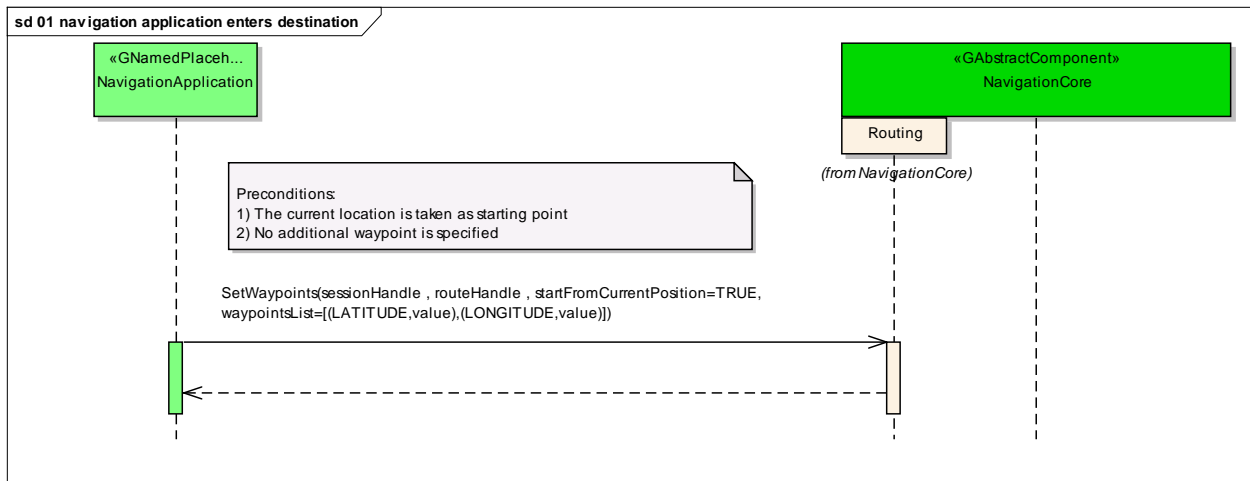 sd 01 navigation application enters destination
«GNamedPlaceh...
NavigationApplication
«GAbstractComponent»
NavigationCore
Routing
(from NavigationCore)
Preconditions:
1) The current location is taken as starting point
2) No additional waypoint is specified
SetWaypoints(sessionHandle , routeHandle , startFromCurrentPosition=TRUE,
waypointsList=[(LATITUDE,value),(LONGITUDE,value)])